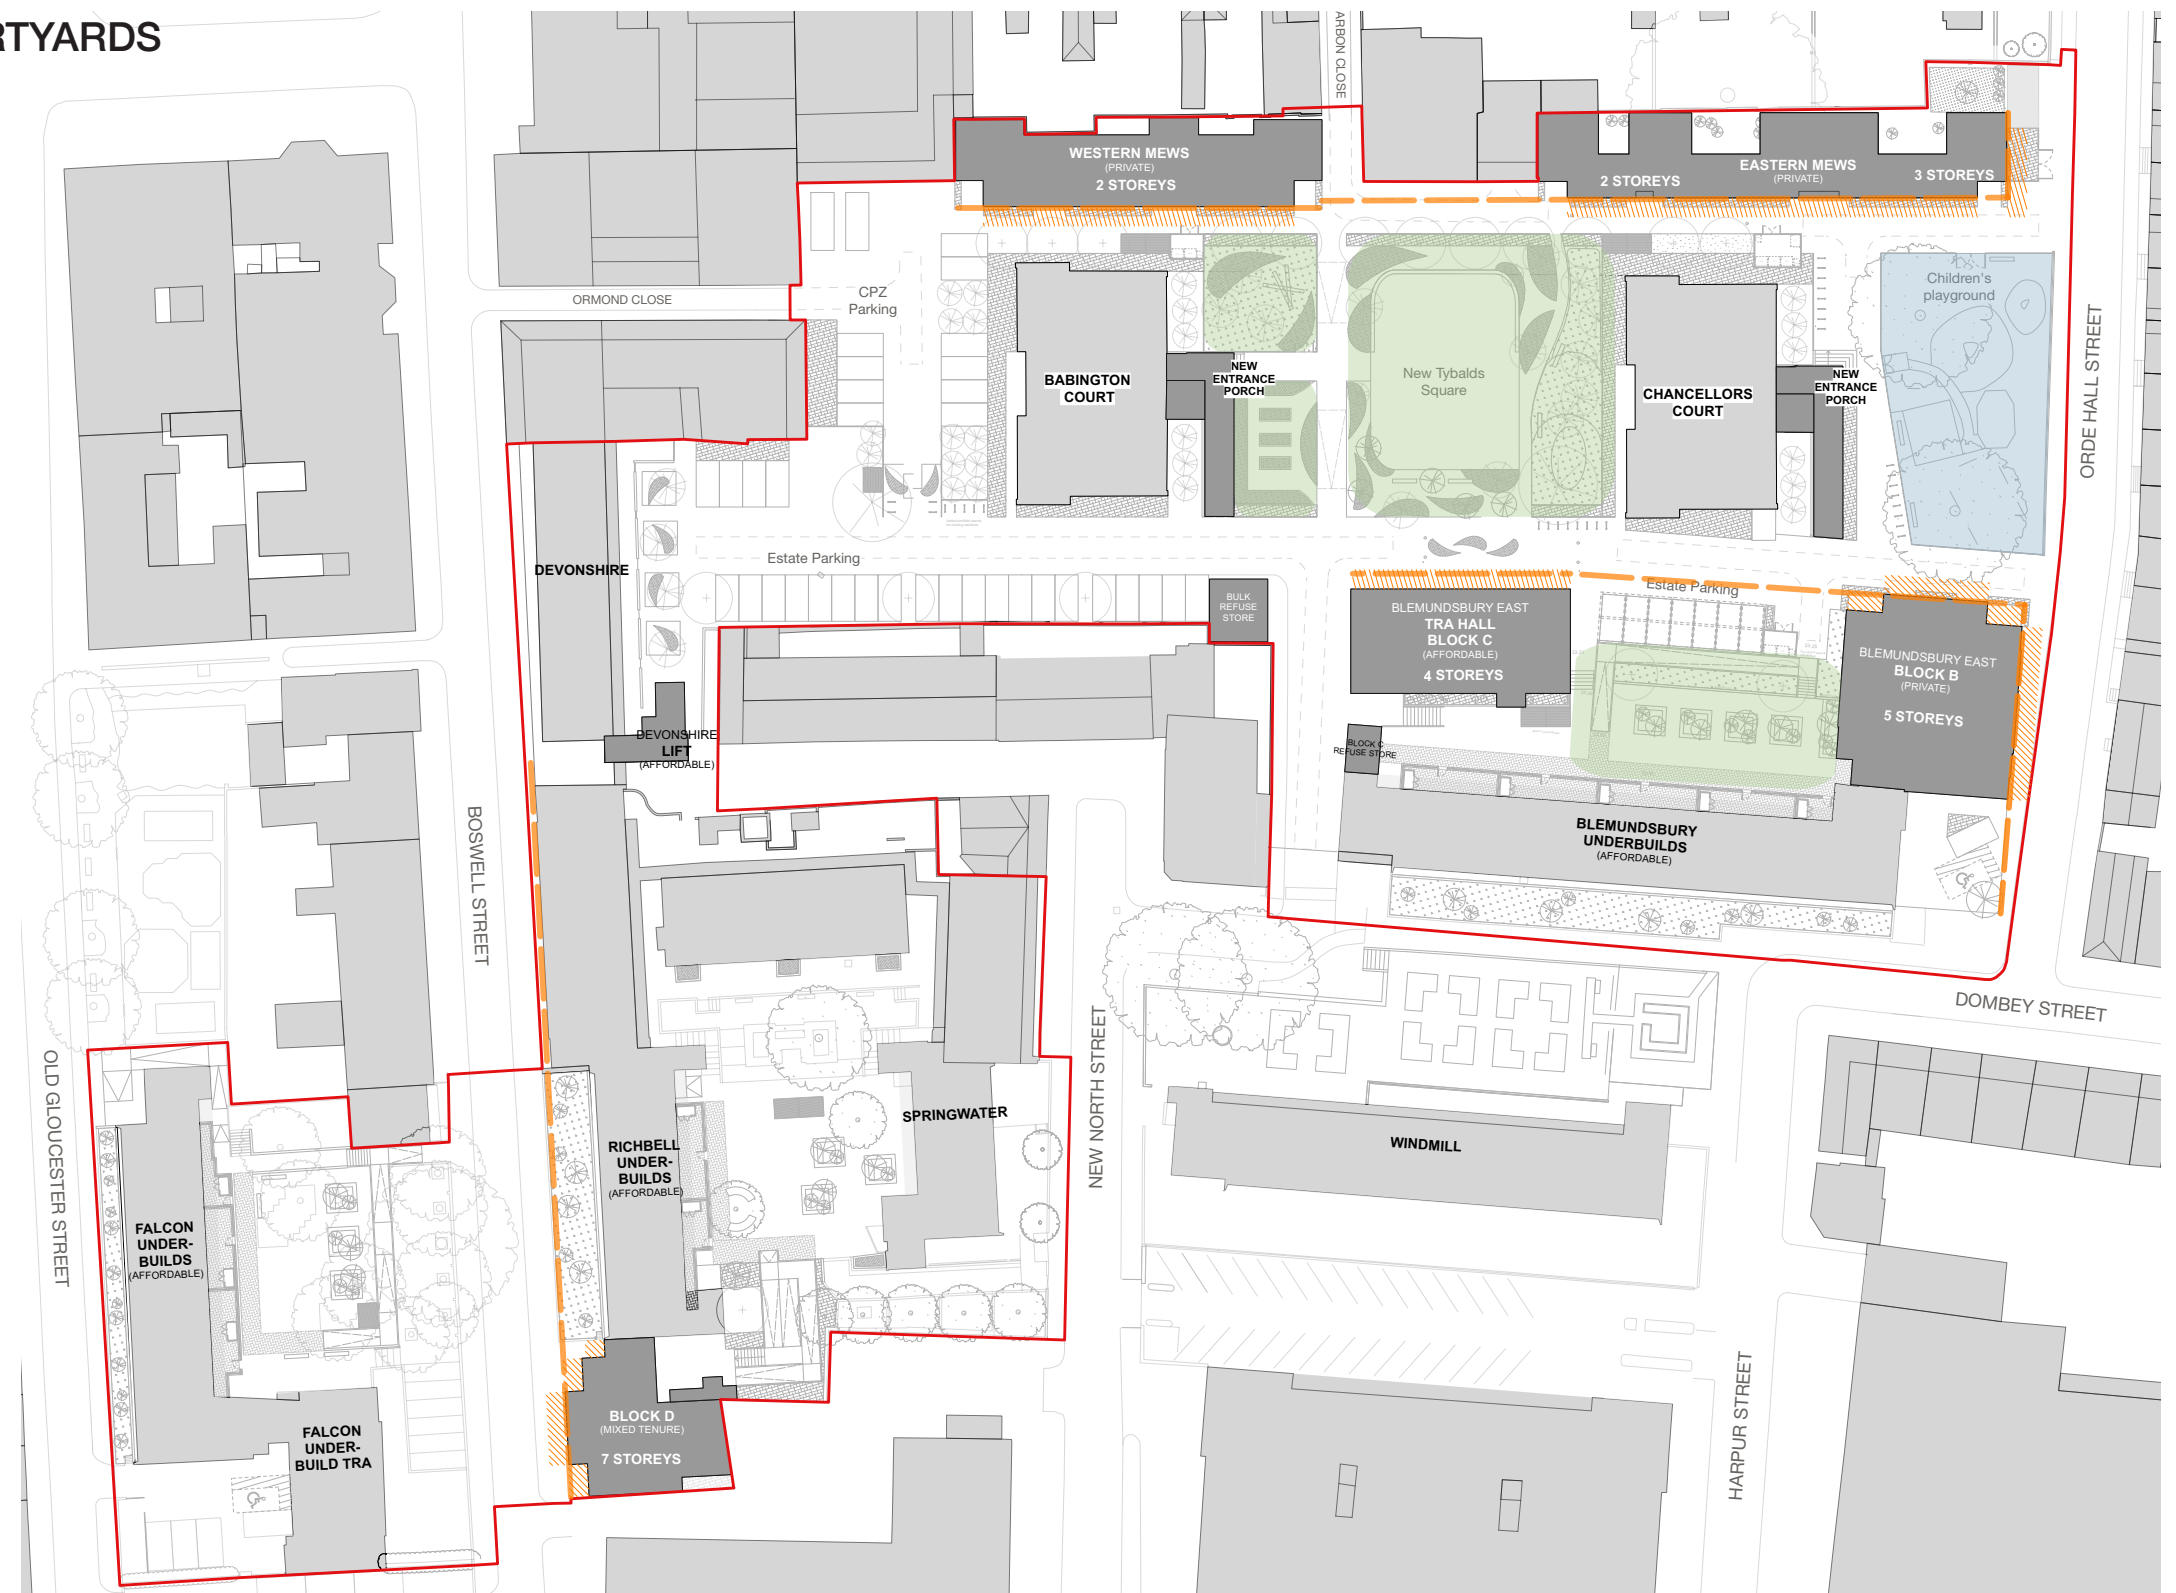 RTYARDS
ARBON CLOSE
WESTERN MEWS
(PRIVATE)
2 STOREYS
EASTERN MEWS
(PRIVATE)
2 STOREYS
3 STOREYS
ORMOND CLOSE
CPZ
Parking
Children's
playground
ORDE HALL STREET
BABINGTON
COURT
NEW
ENTRANCE
PORCH
New Tybalds
Square
CHANCELLORS
COURT
NEW
ENTRANCE
PORCH
DEVONSHIRE
Estate Parking
BULK
REFUSE
STORE
BLEMUNDSBURY EAST
TRA HALL
BLOCK C
(AFFORDABLE)
4 STOREYS
Estate Parking
BLEMUNDSBURY EAST
BLOCK B
(PRIVATE)
5 STOREYS
DEVONSHIRE
LIFT
(AFFORDABLE)
BLOCK C
REFUSE STORE
BLEMUNDSBURY
UNDERBUILDS
(AFFORDABLE)
BOSWELL STREET
DOMBEY STREET
OLD GLOUCESTER STREET
NEW NORTH STREET
SPRINGWATER
RICHBELL
UNDER-
BUILDS
(AFFORDABLE)
WINDMILL
FALCON
UNDER-
BUILDS
(AFFORDABLE)
HARPUR STREET
BLOCK D
(MIXED TENURE)
7 STOREYS
FALCON
UNDER-
BUILD TRA